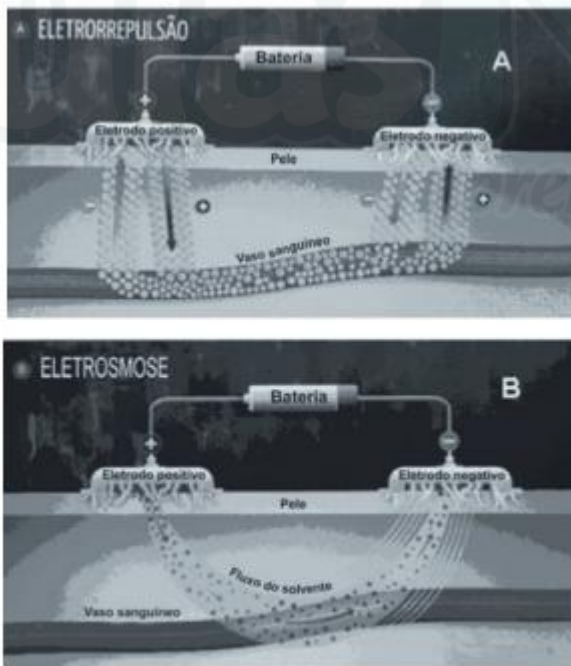 A ELETRORREPULSÃO
A
Bateria
+
−
Eletrodo positivo
Eletrodo negativo
Pele
−
+
−
+
Vaso sanguíneo
ELETROSMOSE
B
Bateria
+
−
Eletrodo positivo
Eletrodo negativo
Pele
Fluxo do solvente
Vaso sanguíneo